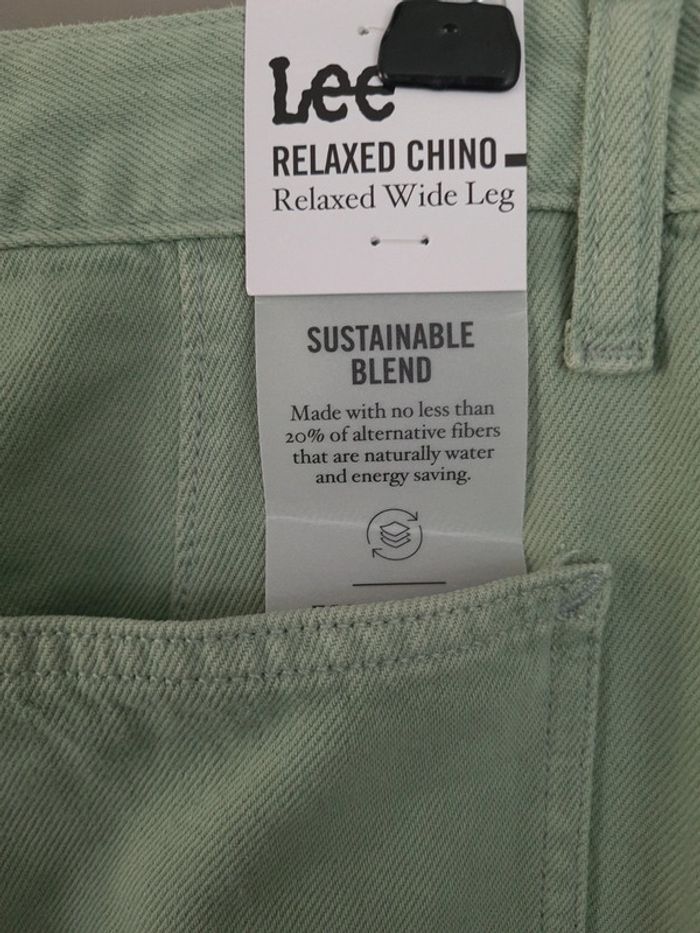 Lee
RELAXED CHINO
Relaxed Wide Leg
SUSTAINABLE
BLEND
Made with no less than
20% of alternative fibers
that are naturally water
and energy saving.